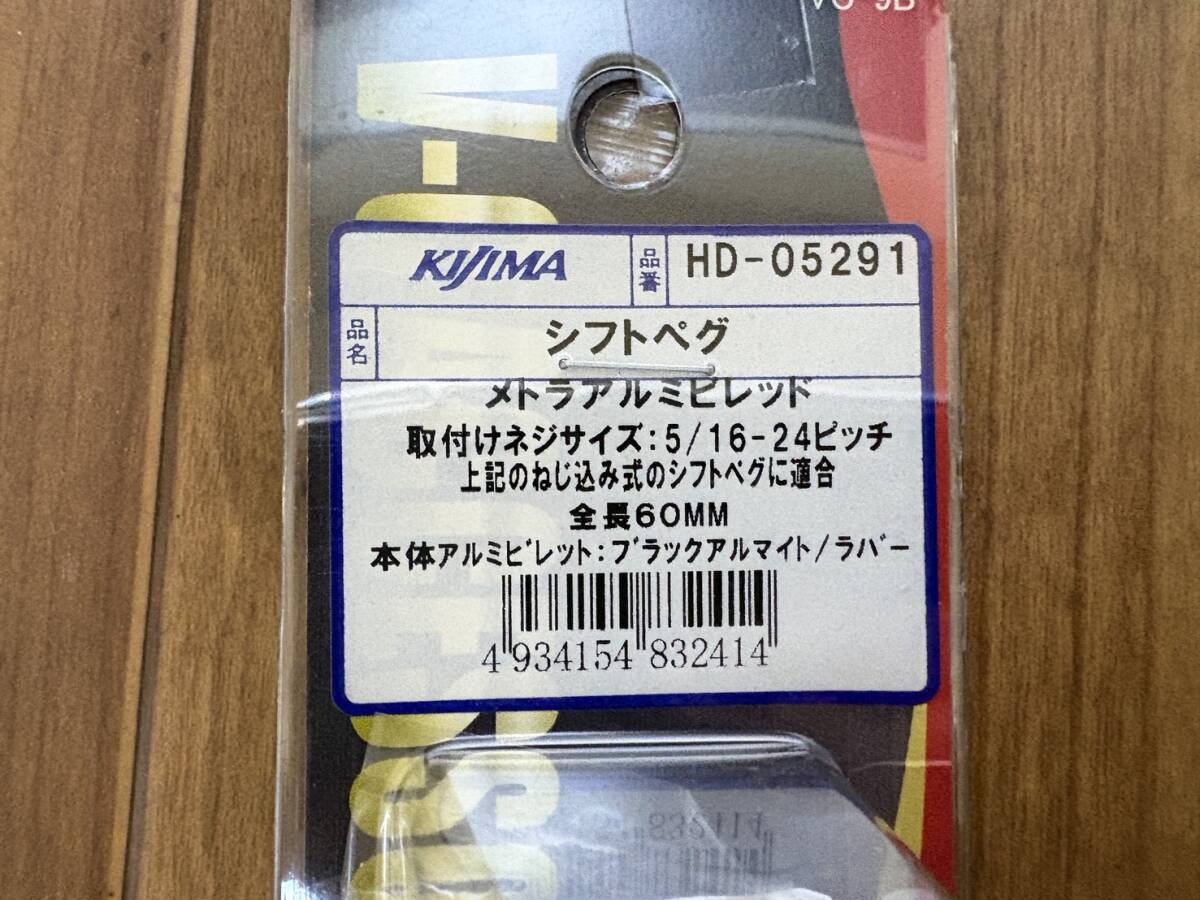 KIJIMA 品番 HD-05291
品名 シフトペグ
メトラアルミビレッド
取付けネジサイズ:5/16-24ピッチ
上記のねじ込み式のシフトペグに適合
全長60MM
本体アルミビレット:ブラックアルマイト/ラバー
4 934154 832414